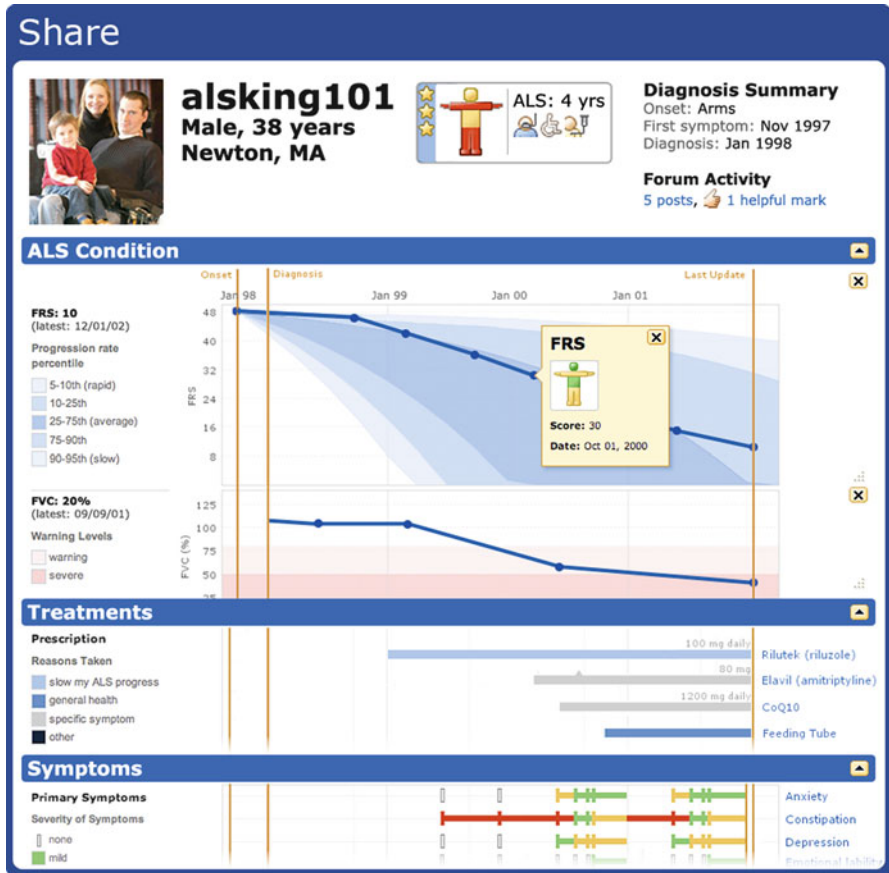 Share
alsking101
Male, 38 years
Newton, MA
ALS: 4 yrs
Diagnosis Summary
Onset: Arms
First symptom: Nov 1997
Diagnosis: Jan 1998
Forum Activity
5 posts, 1 helpful mark
ALS Condition
Onset
Diagnosis
Last Update
Jan 98
Jan 99
Jan 00
Jan 01
FRS: 10
(latest: 12/01/02)
Progression rate
percentile
5-10th (rapid)
10-25th
25-75th (average)
75-90th
90-95th (slow)
FRS
48
40
32
24
16
8
FRS
Score: 30
Date: Oct 01, 2000
FVC: 20%
(latest: 09/09/01)
Warning Levels
warning
severe
FVC (%)
125
100
75
50
25
Treatments
Prescription
Reasons Taken
slow my ALS progress
general health
specific symptom
other
100 mg daily
Rilutek (riluzole)
80 mg
Elavil (amitriptyline)
1200 mg daily
CoQ10
Feeding Tube
Symptoms
Primary Symptoms
Severity of Symptoms
none
mild
Anxiety
Constipation
Depression
Emotional lability